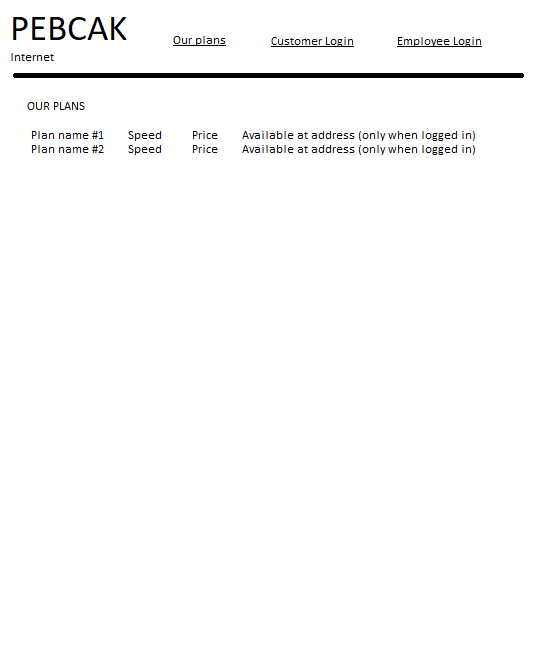 PEBCAK
Internet
Our plans Customer Login Employee Login
OUR PLANS
Plan name #1 Speed Price Available at address (only when logged in)
Plan name #2 Speed Price Available at address (only when logged in)